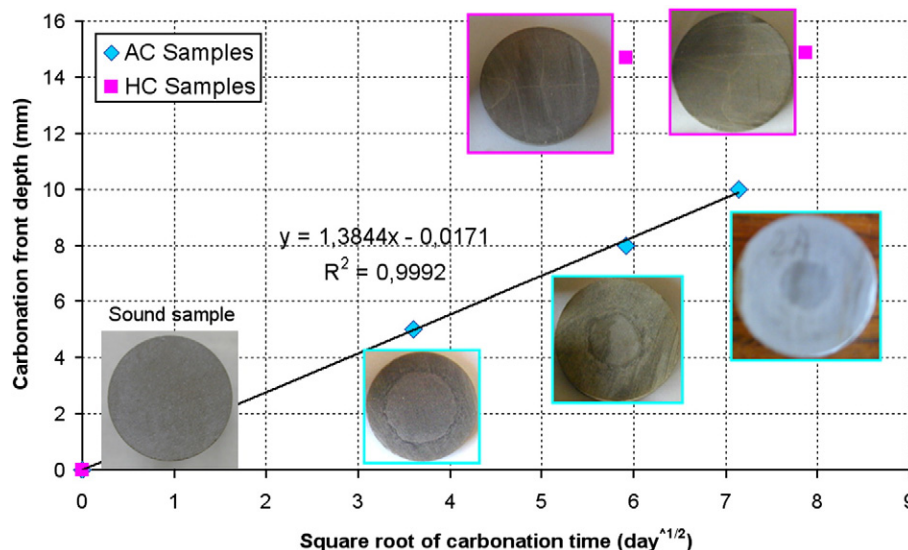 AC Samples
HC Samples
Carbonation front depth (mm)
16
14
12
10
8
6
4
2
0
y = 1,3844x - 0,0171
R² = 0,9992
Sound sample
0 1 2 3 4 5 6 7 8 9
Square root of carbonation time (day^1/2)